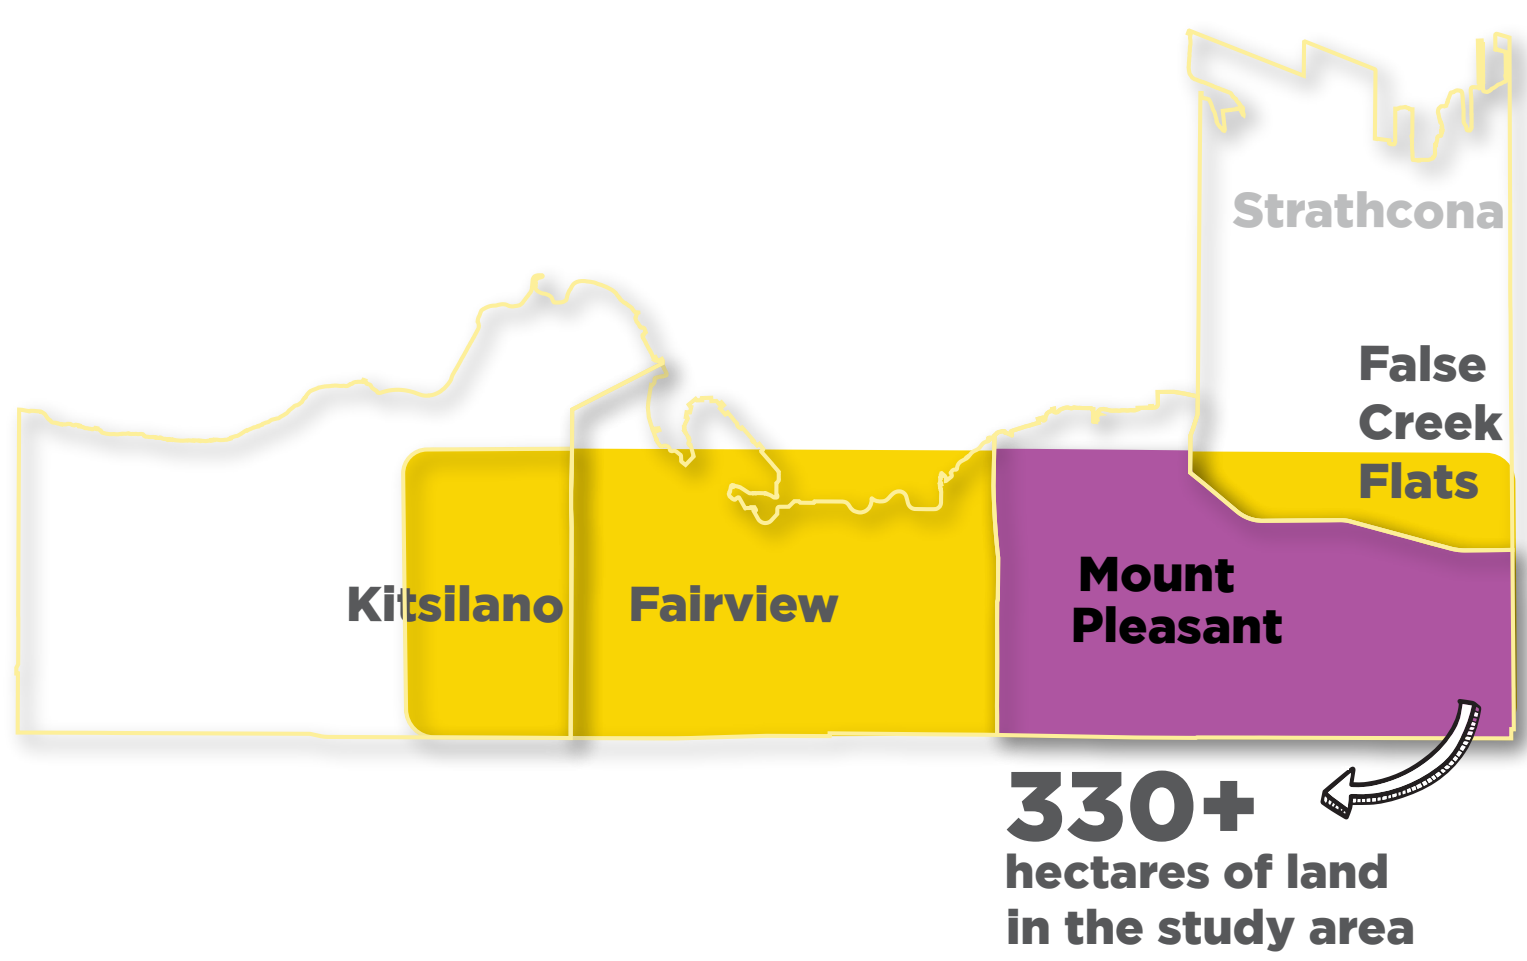 Strathcona
False
Creek
Flats
Kitsilano
Fairview
Mount
Pleasant
330+
hectares of land
in the study area